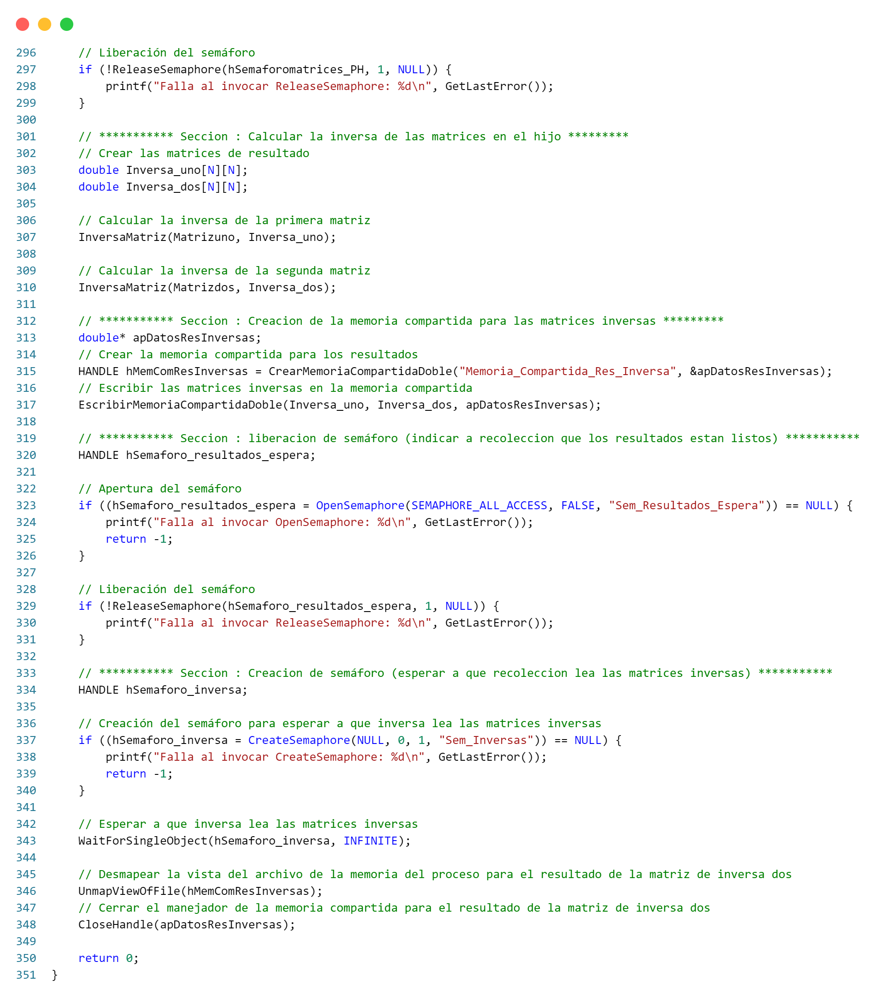 296 // Liberación del semáforo
297 if (!ReleaseSemaphore(hSemaforomatrices_PH, 1, NULL)) {
298 printf("Falla al invocar ReleaseSemaphore: %d\n", GetLastError());
299 }
300
301 // *********** Seccion : Calcular la inversa de las matrices en el hijo *********
302 // Crear las matrices de resultado
303 double Inversa_uno[N][N];
304 double Inversa_dos[N][N];
305
306 // Calcular la inversa de la primera matriz
307 InversaMatriz(Matrizuno, Inversa_uno);
308
309 // Calcular la inversa de la segunda matriz
310 InversaMatriz(Matrizdos, Inversa_dos);
311
312 // *********** Seccion : Creacion de la memoria compartida para las matrices inversas *********
313 double* apDatosResInversas;
314 // Crear la memoria compartida para los resultados
315 HANDLE hMemComResInversas = CrearMemoriaCompartidaDoble("Memoria_Compartida_Res_Inversa", &apDatosResInversas);
316 // Escribir las matrices inversas en la memoria compartida
317 EscribirMemoriaCompartidaDoble(Inversa_uno, Inversa_dos, apDatosResInversas);
318
319 // *********** Seccion : liberacion de semáforo (indicar a recoleccion que los resultados estan listos) ***********
320 HANDLE hSemaforo_resultados_espera;
321
322 // Apertura del semáforo
323 if ((hSemaforo_resultados_espera = OpenSemaphore(SEMAPHORE_ALL_ACCESS, FALSE, "Sem_Resultados_Espera")) == NULL) {
324 printf("Falla al invocar OpenSemaphore: %d\n", GetLastError());
325 return -1;
326 }
327
328 // Liberación del semáforo
329 if (!ReleaseSemaphore(hSemaforo_resultados_espera, 1, NULL)) {
330 printf("Falla al invocar ReleaseSemaphore: %d\n", GetLastError());
331 }
332
333 // *********** Seccion : Creacion de semáforo (esperar a que recoleccion lea las matrices inversas) ***********
334 HANDLE hSemaforo_inversa;
335
336 // Creación del semáforo para esperar a que inversa lea las matrices inversas
337 if ((hSemaforo_inversa = CreateSemaphore(NULL, 0, 1, "Sem_Inversas")) == NULL) {
338 printf("Falla al invocar CreateSemaphore: %d\n", GetLastError());
339 return -1;
340 }
341
342 // Esperar a que inversa lea las matrices inversas
343 WaitForSingleObject(hSemaforo_inversa, INFINITE);
344
345 // Desmapear la vista del archivo de la memoria del proceso para el resultado de la matriz de inversa dos
346 UnmapViewOfFile(hMemComResInversas);
347 // Cerrar el manejador de la memoria compartida para el resultado de la matriz de inversa dos
348 CloseHandle(apDatosResInversas);
349
350 return 0;
351 }